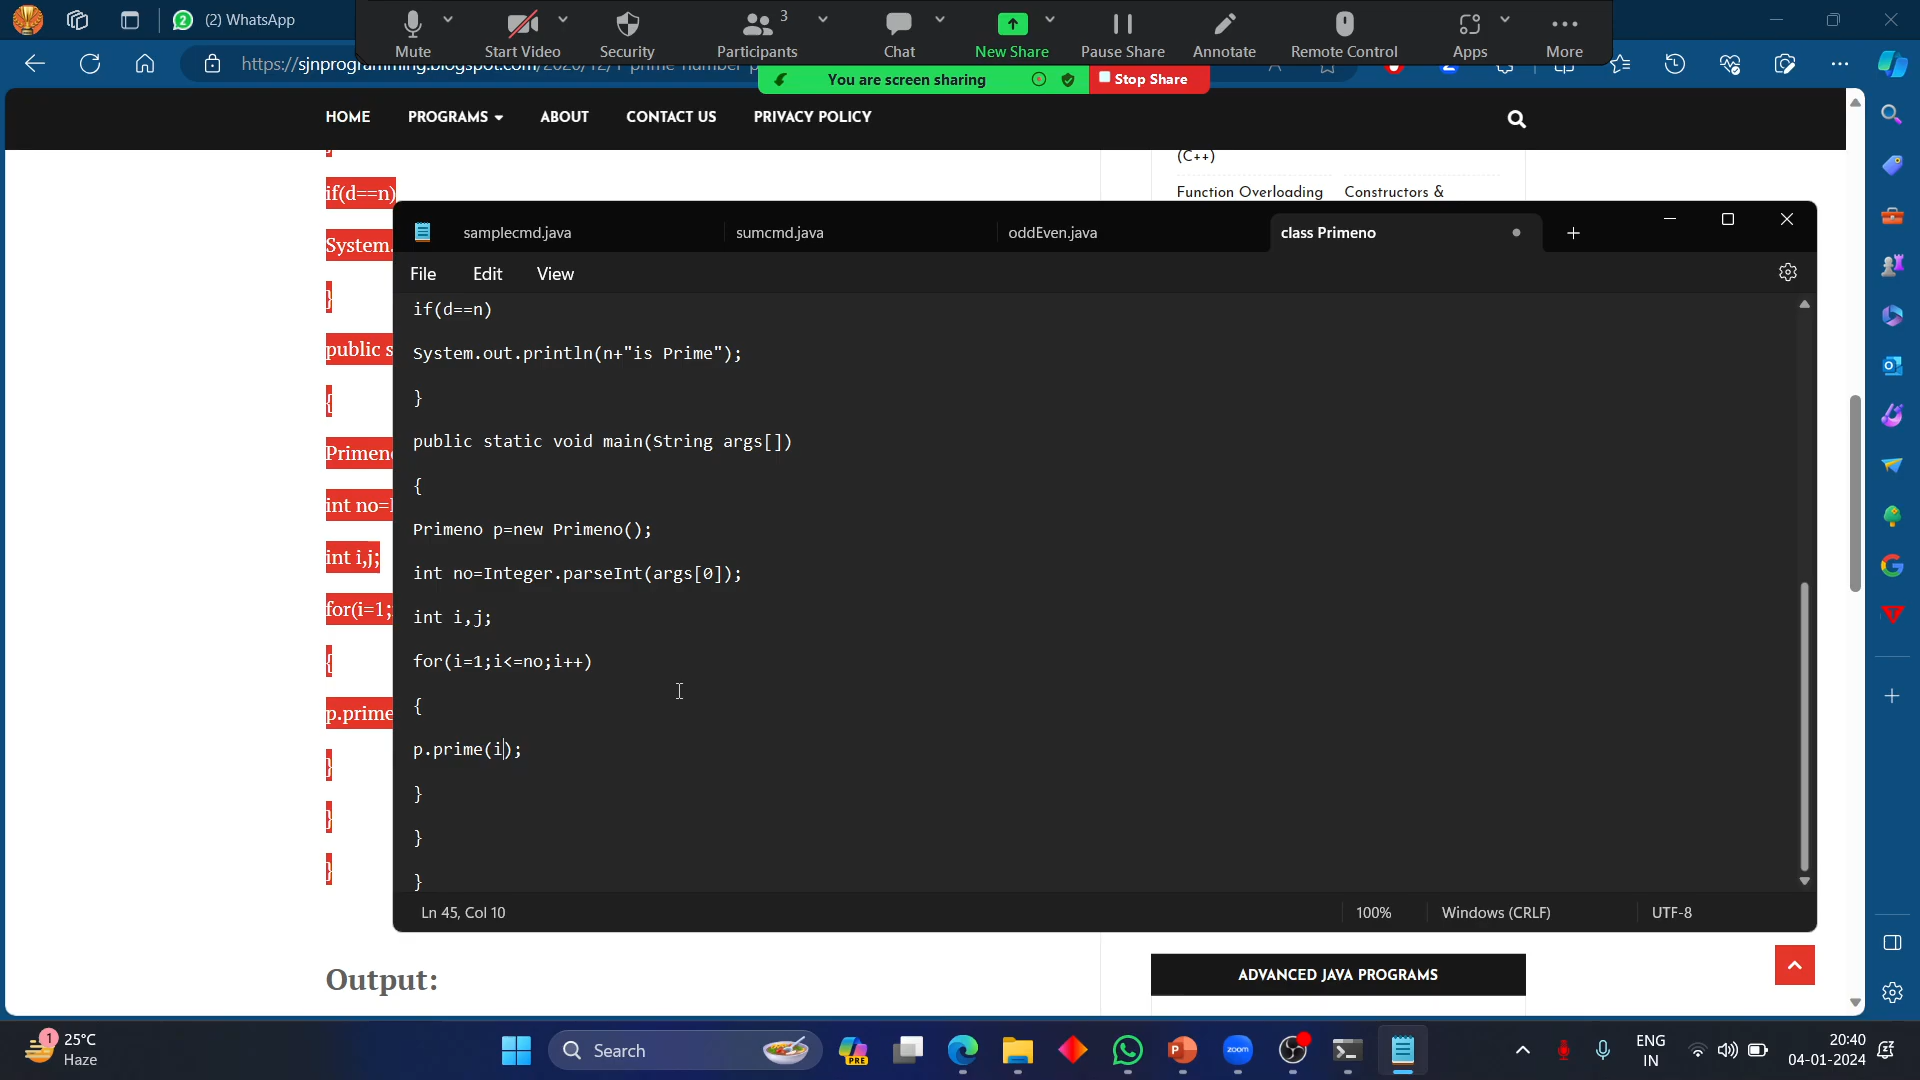 (2) WhatsApp
Mute
Start Video
Security
Participants
3
Chat
New Share
Pause Share
Annotate
Remote Control
Apps
More
You are screen sharing
Stop Share
HOME
PROGRAMS
ABOUT
CONTACT US
PRIVACY POLICY
}
if(d==n)
System.
}
public s
{
int i,j;
for(i=1;
{
p.prime
}
}
}
Output:
(C++)
Function Overloading
Constructors &
ADVANCED JAVA PROGRAMS
samplecmd.java
sumcmd.java
oddEven.java
class Primeno
File
Edit
View
if(d==n)
System.out.println(n+"is Prime");
}
public static void main(String args[])
{
Primeno p=new Primeno();
int no=Integer.parseInt(args[0]);
int i,j;
for(i=1;i<=no;i++)
{
p.prime(i);
}
}
}
Ln 45, Col 10
100%
Windows (CRLF)
UTF-8
1
25°C
Haze
Search
PRE
zoom
ENG
IN
20:40
04-01-2024